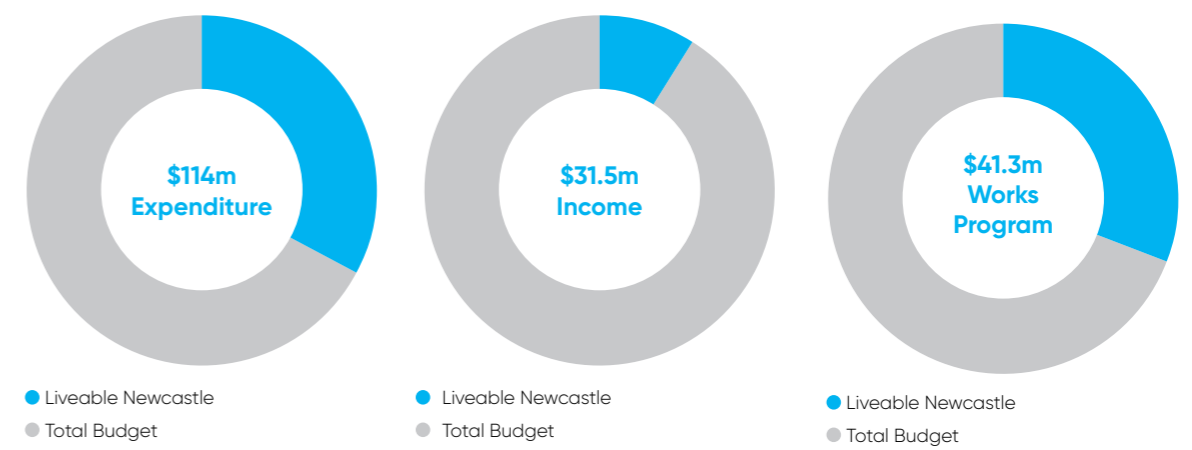 $114m
Expenditure
Liveable Newcastle
Total Budget
$31.5m
Income
Liveable Newcastle
Total Budget
$41.3m
Works
Program
Liveable Newcastle
Total Budget